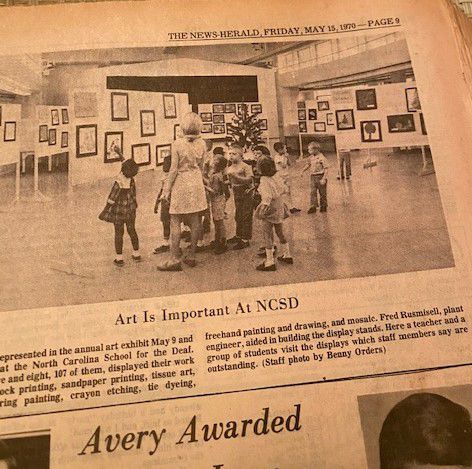 THE NEWS-HERALD, FRIDAY, MAY 15, 1970 — PAGE 9
Art Is Important At NCSD
epresented in the annual art exhibit May 9 and
at the North Carolina School for the Deaf.
re and eight, 107 of them, displayed their work
ock printing, sandpaper printing, tissue art,
ring painting, crayon etching, tie dyeing,
freehand painting and drawing, and mosaic. Fred Rusmisell, plant
engineer, aided in building the display stands. Here a teacher and a
group of students visit the displays which staff members say are
outstanding. (Staff photo by Benny Orders)
Avery Awarded